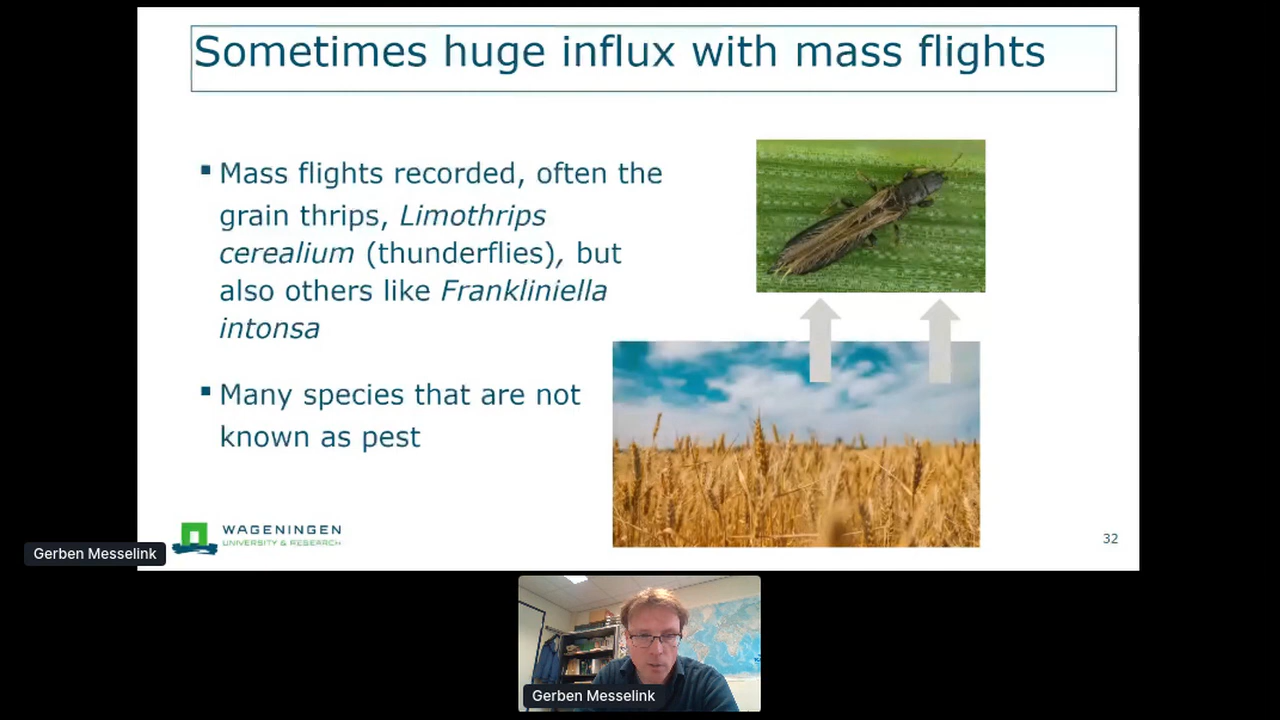 Sometimes huge influx with mass flights
▪ Mass flights recorded, often the
grain thrips, Limothrips
cerealium (thunderflies), but
also others like Frankliniella
intonsa
▪ Many species that are not
known as pest
WAGENINGEN
UNIVERSITY & RESEARCH
32
Gerben Messelink
Gerben Messelink